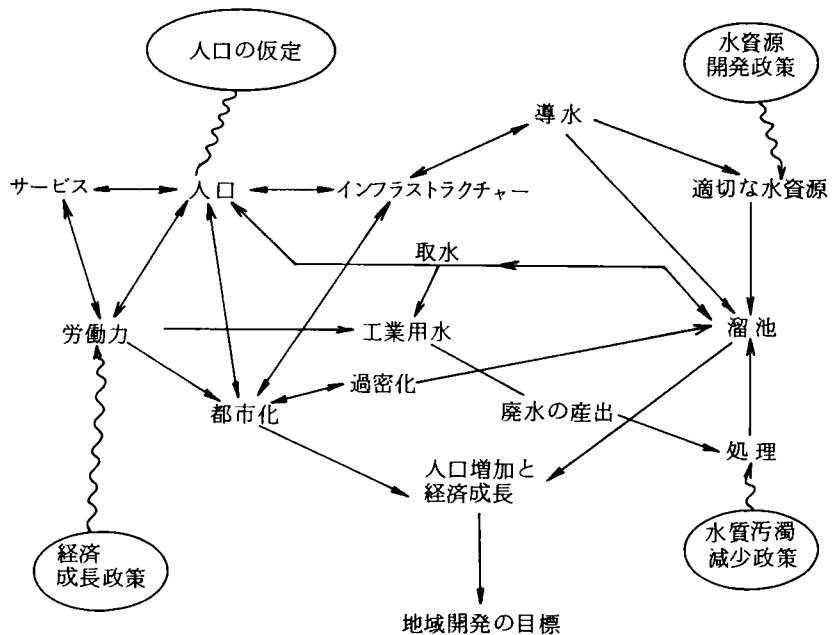 人口の仮定
水資源
開発政策
導水
サービス
人口
インフラストラクチャー
適切な水資源
取水
労働力
工業用水
溜池
過密化
都市化
廃水の産出
処理
人口増加と
経済成長
経済
成長政策
水質汚濁
減少政策
地域開発の目標